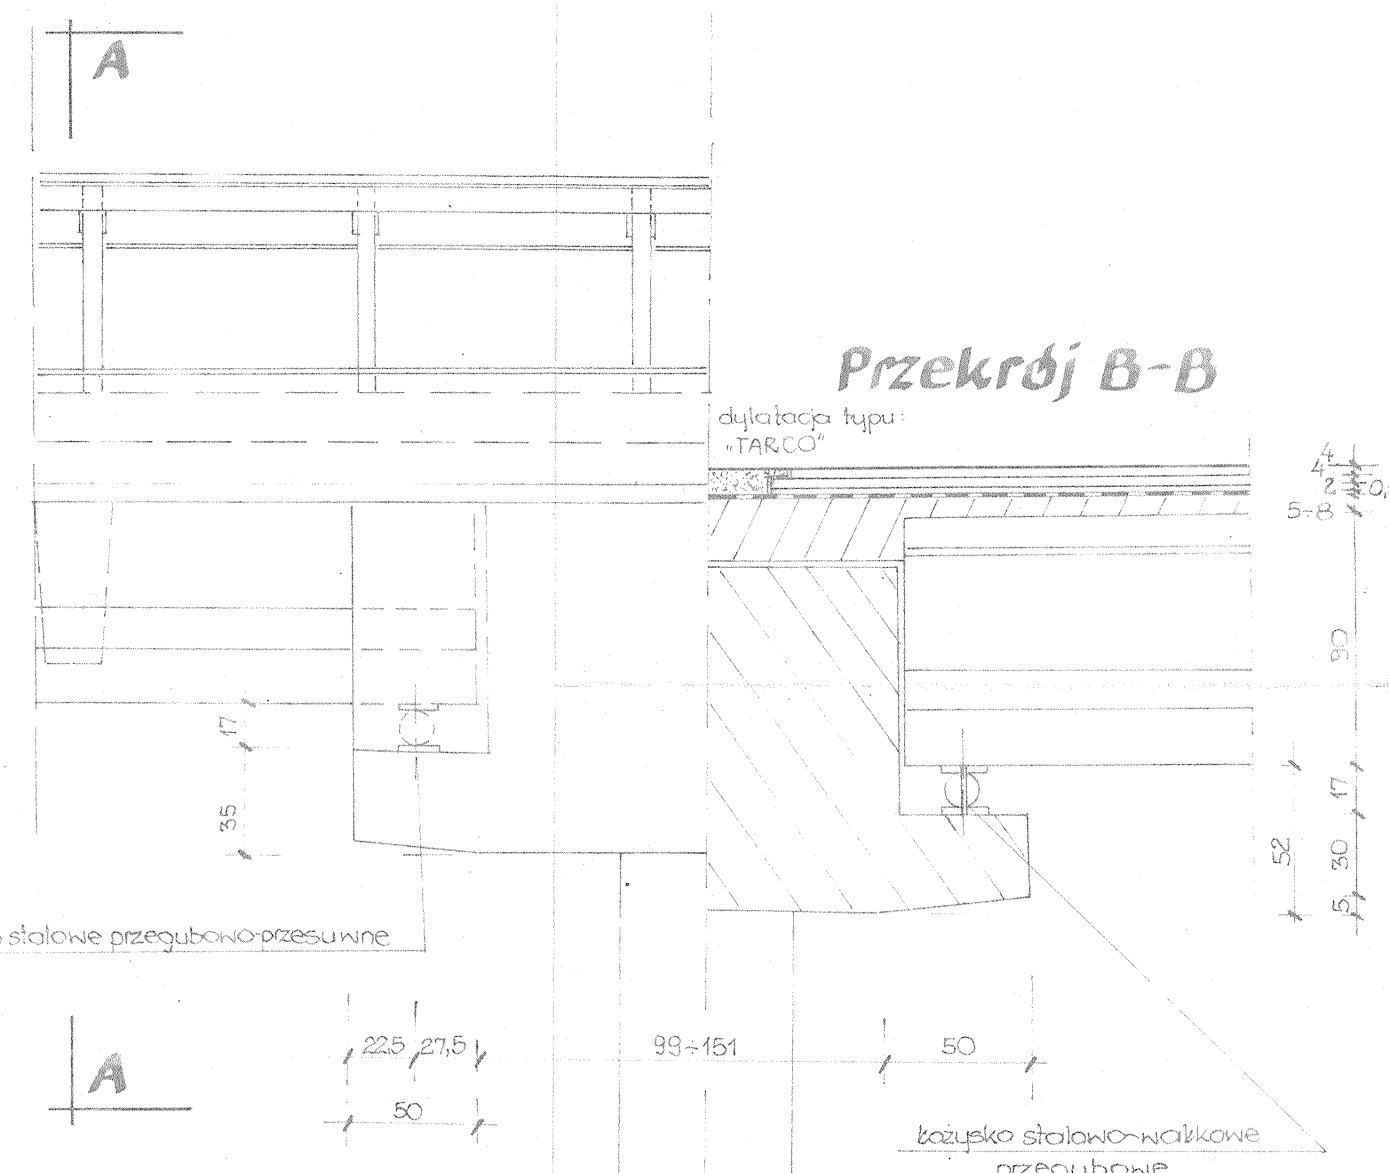 A
Przekrój B-B
dylatacja typu:
„TARCO"
4
4
2
0,
5-8
90
17
35
17
30
5
52
stalowe przegubowo-przesuwne
22,5 27,5
99÷151
50
50
A
łożysko stalowo-wałkowe
przegubowe